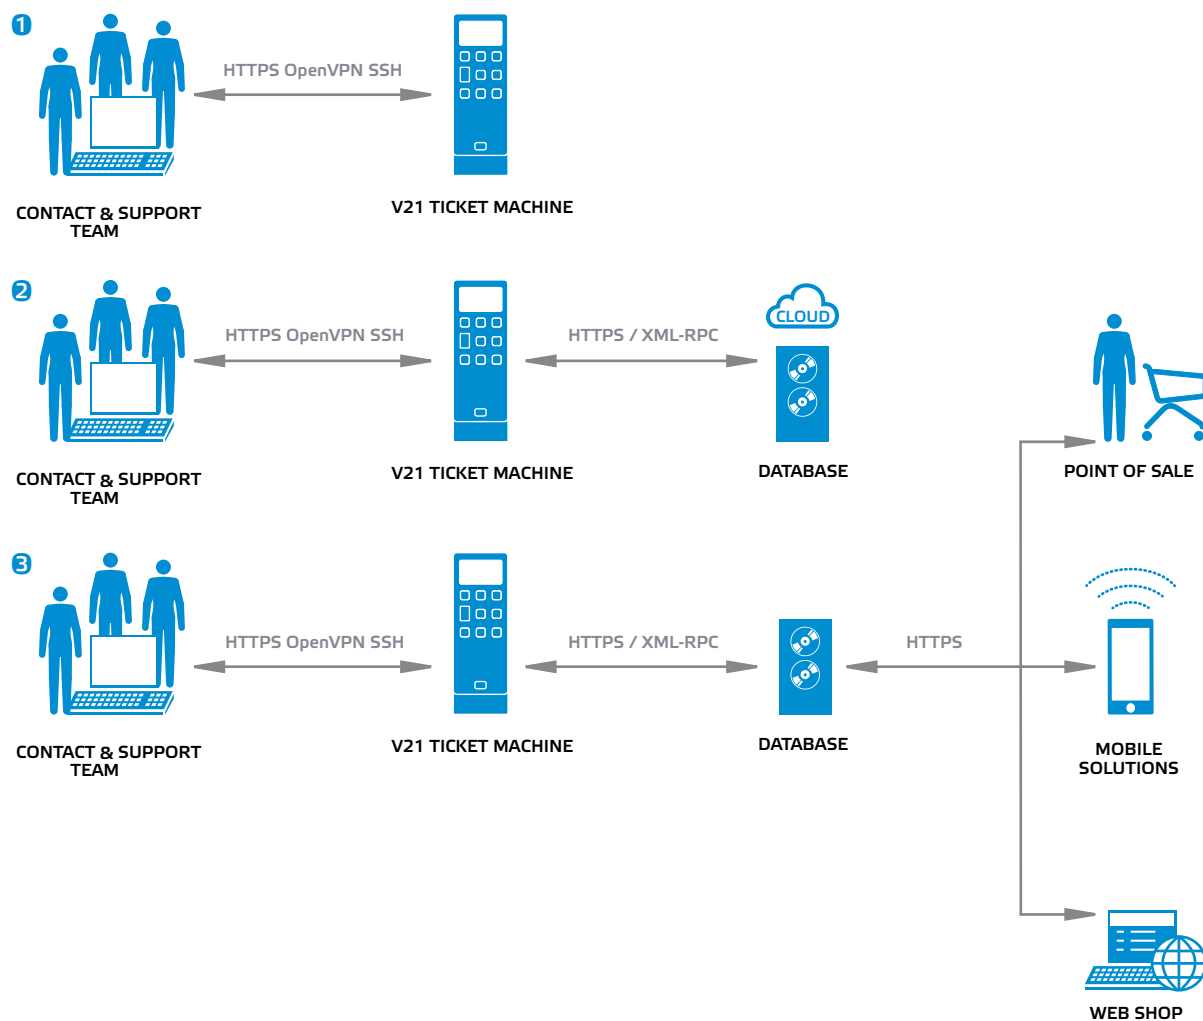 1
HTTPS OpenVPN SSH
CONTACT & SUPPORT
TEAM
V21 TICKET MACHINE
2
HTTPS OpenVPN SSH
HTTPS / XML-RPC
CLOUD
CONTACT & SUPPORT
TEAM
V21 TICKET MACHINE
DATABASE
POINT OF SALE
3
HTTPS OpenVPN SSH
HTTPS / XML-RPC
HTTPS
CONTACT & SUPPORT
TEAM
V21 TICKET MACHINE
DATABASE
MOBILE
SOLUTIONS
WEB SHOP